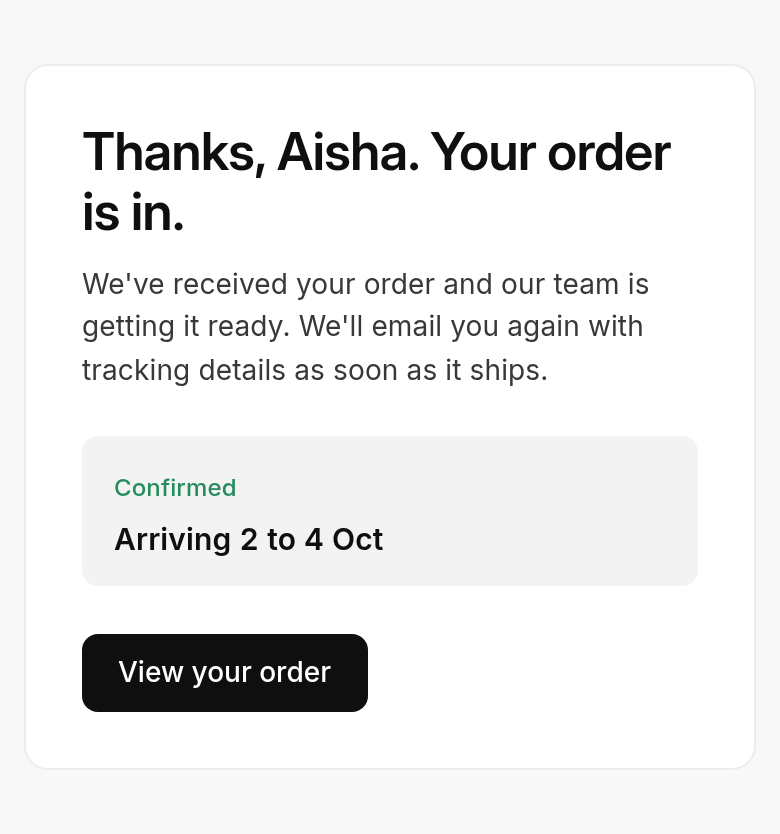 Thanks, Aisha. Your order
is in.
We've received your order and our team is
getting it ready. We'll email you again with
tracking details as soon as it ships.
Confirmed
Arriving 2 to 4 Oct
View your order